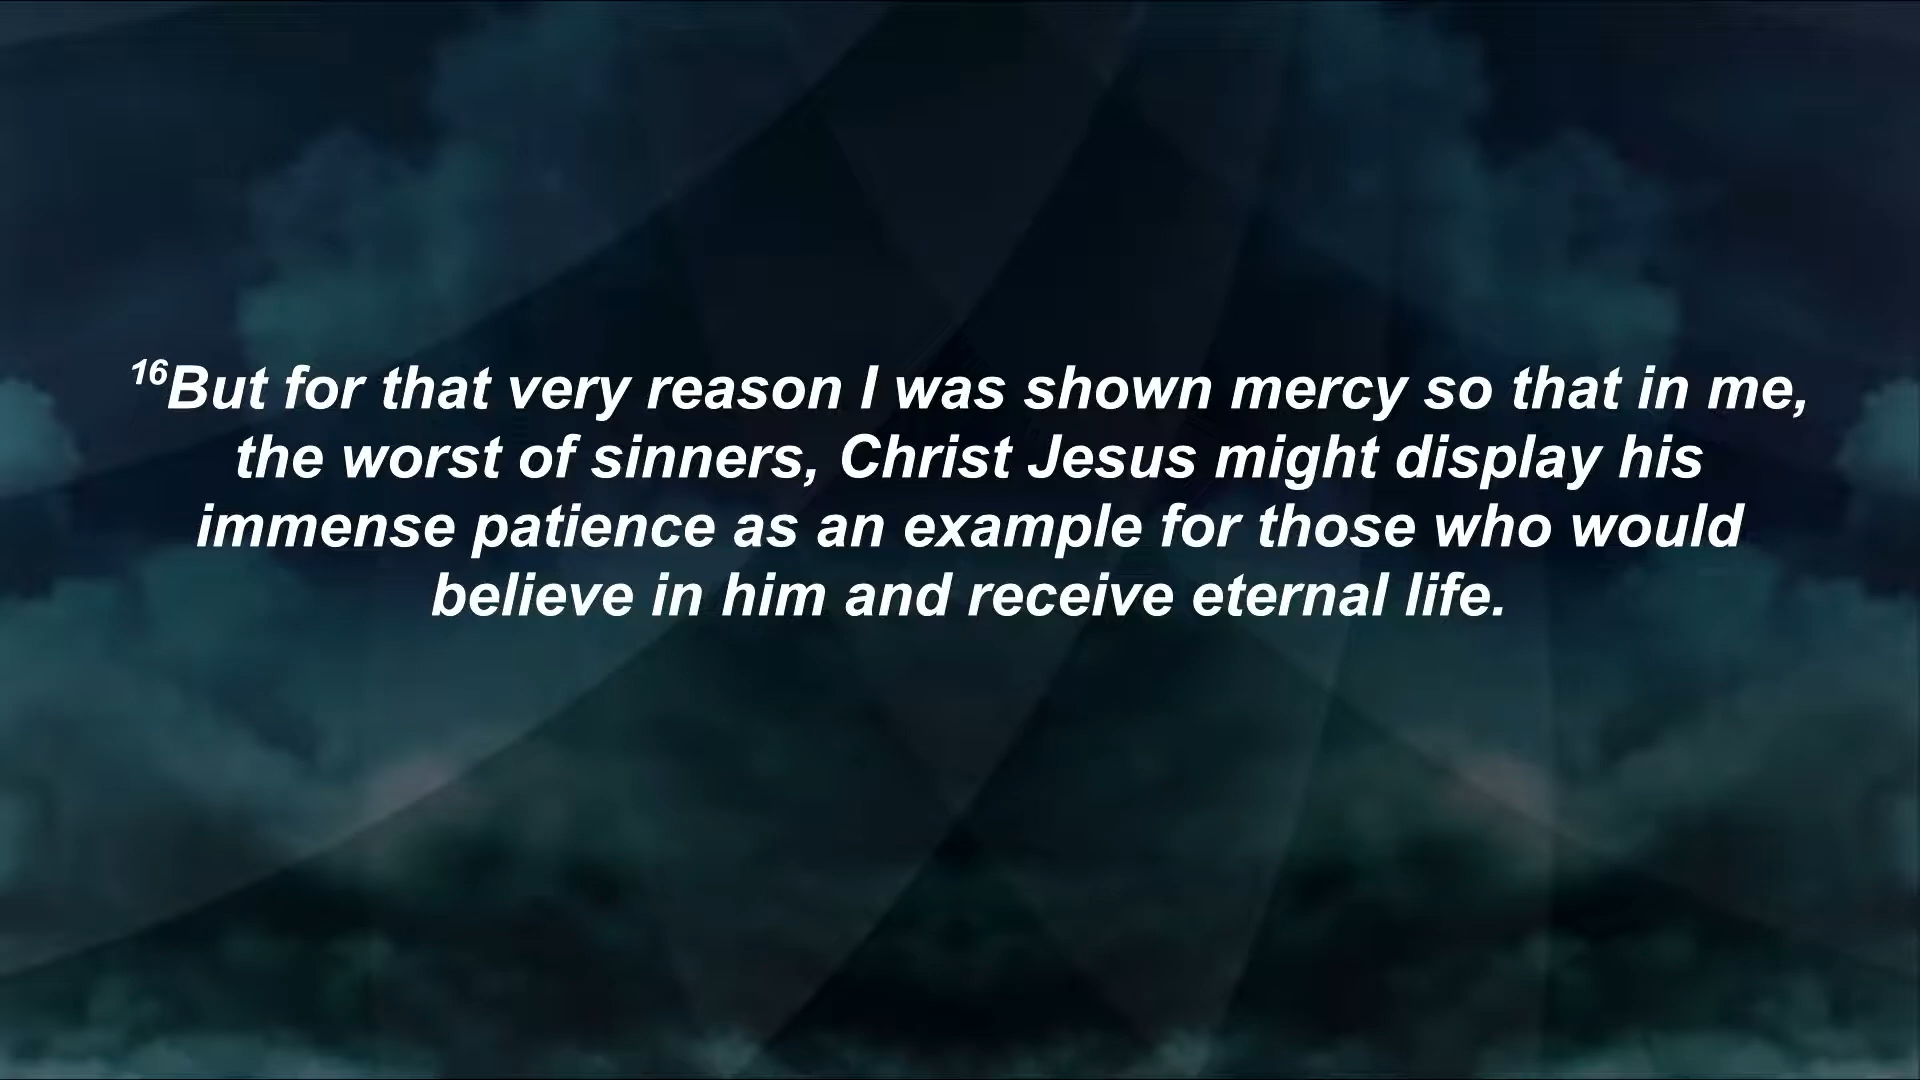 16But for that very reason I was shown mercy so that in me,
the worst of sinners, Christ Jesus might display his
immense patience as an example for those who would
believe in him and receive eternal life.